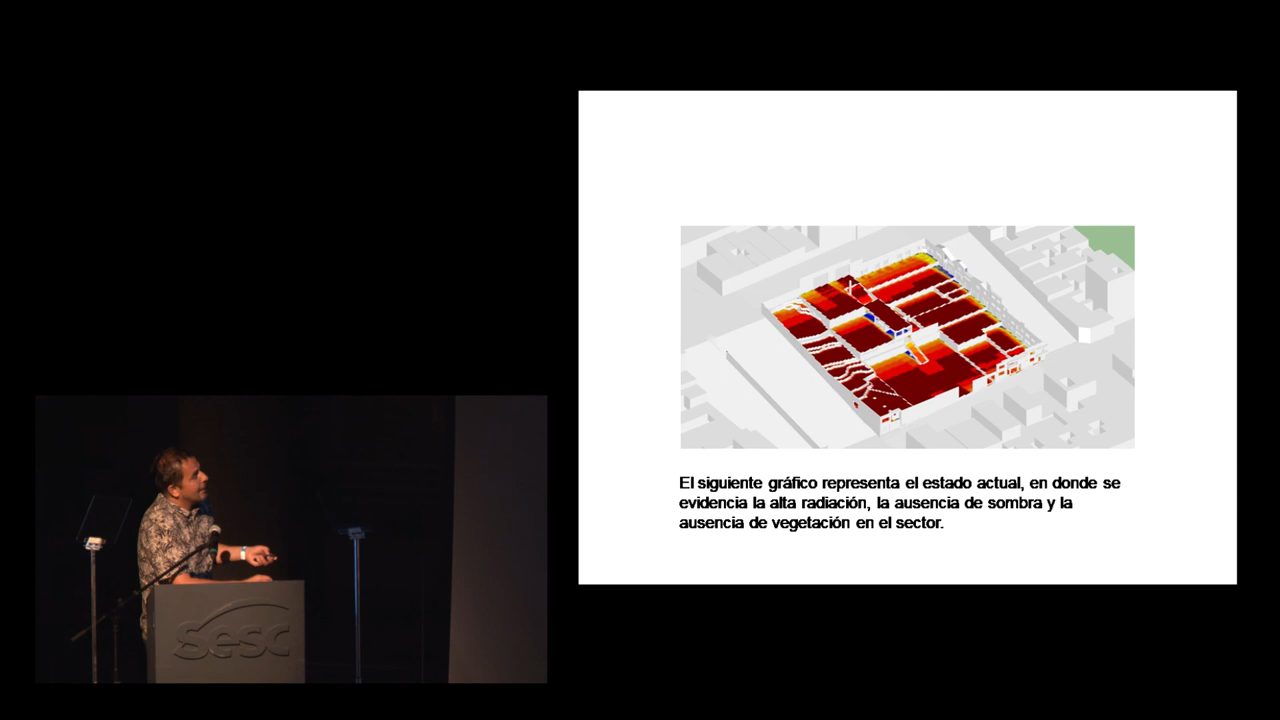 El siguiente gráfico representa el estado actual, en donde se
evidencia la alta radiación, la ausencia de sombra y la
ausencia de vegetación en el sector.
sesc